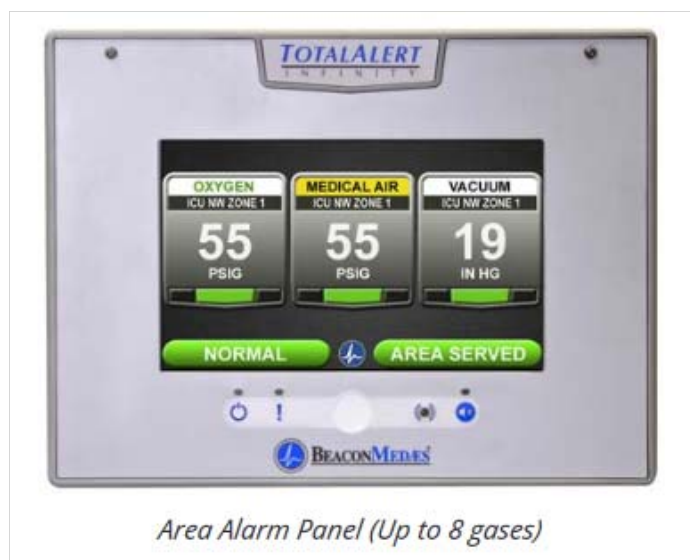 TOTALALERT
INFINITY
OXYGEN
ICU NW ZONE 1
55
PSIG
MEDICAL AIR
ICU NW ZONE 1
55
PSIG
VACUUM
ICU NW ZONE 1
19
IN HG
NORMAL
AREA SERVED
!
BEACONMEDÆS
Area Alarm Panel (Up to 8 gases)